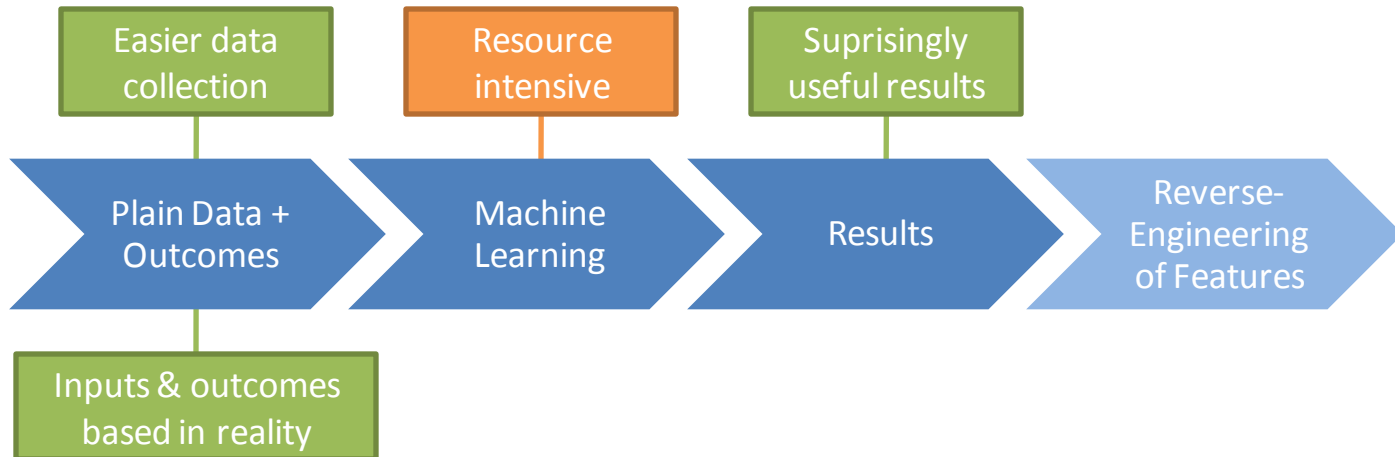 Easier data
collection
Resource
intensive
Suprisingly
useful results
Plain Data +
Outcomes
Machine
Learning
Results
Reverse-
Engineering
of Features
Inputs & outcomes
based in reality